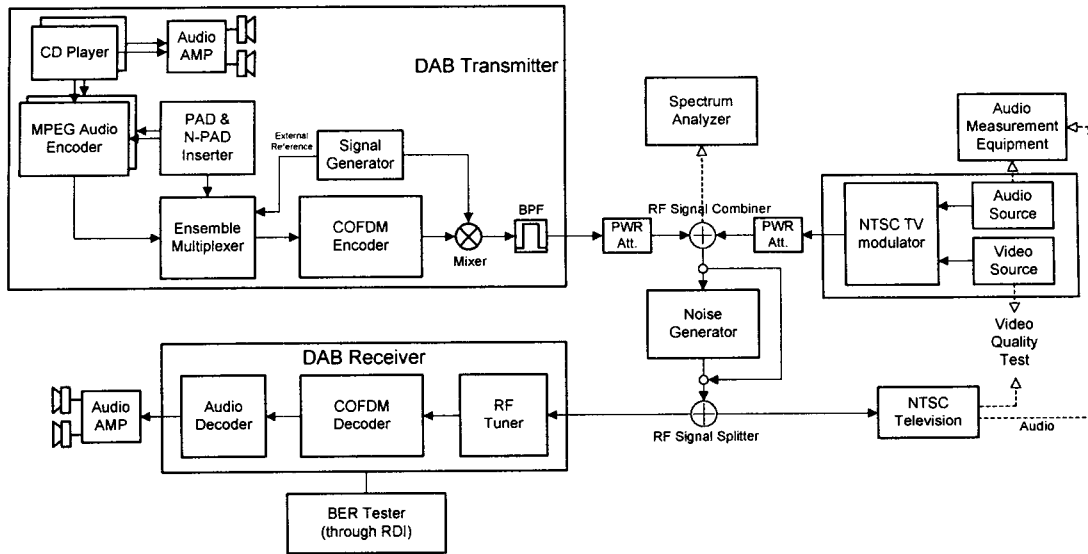 CD Player
Audio
AMP
DAB Transmitter
MPEG Audio
Encoder
PAD &
N-PAD
Inserter
External
Reference
Signal
Generator
Ensemble
Multiplexer
COFDM
Encoder
Mixer
BPF
PWR
Att.
RF Signal Combiner
PWR
Att.
Spectrum
Analyzer
Audio
Measurement
Equipment
NTSC TV
modulator
Audio
Source
Video
Source
Noise
Generator
Video
Quality
Test
DAB Receiver
Audio
AMP
Audio
Decoder
COFDM
Decoder
RF
Tuner
RF Signal Splitter
NTSC
Television
Audio
BER Tester
(through RDI)